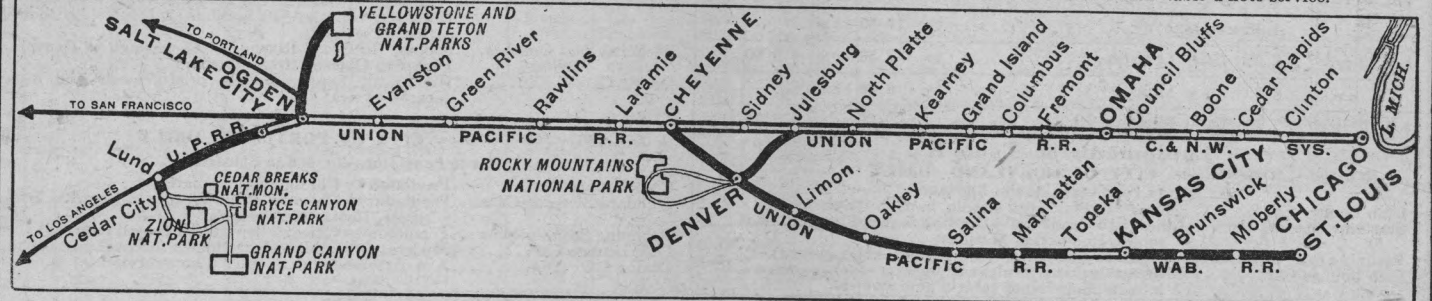 YELLOWSTONE AND
GRAND TETON
NAT. PARKS
TO PORTLAND
SALT LAKE CITY
OGDEN
TO SAN FRANCISCO
Evanston
Green River
Rawlins
Laramie
CHEYENNE
Sidney
Julesburg
North Platte
Kearney
Grand Island
Columbus
Fremont
OMAHA
Council Bluffs
Boone
Cedar Rapids
Clinton
L. MICH.
UNION PACIFIC R.R.
UNION PACIFIC R.R.
C. & N.W. SYS.
CHICAGO
U.P. R.R.
Lund
CEDAR BREAKS
NAT. MON.
BRYCE CANYON
NAT. PARK
TO LOS ANGELES
Cedar City
ZION
NAT. PARK
GRAND CANYON
NAT. PARK
ROCKY MOUNTAINS
NATIONAL PARK
DENVER
Limon
Oakley
Salina
Manhattan
Topeka
KANSAS CITY
Brunswick
Moberly
ST. LOUIS
UNION PACIFIC R.R.
WAB. R.R.